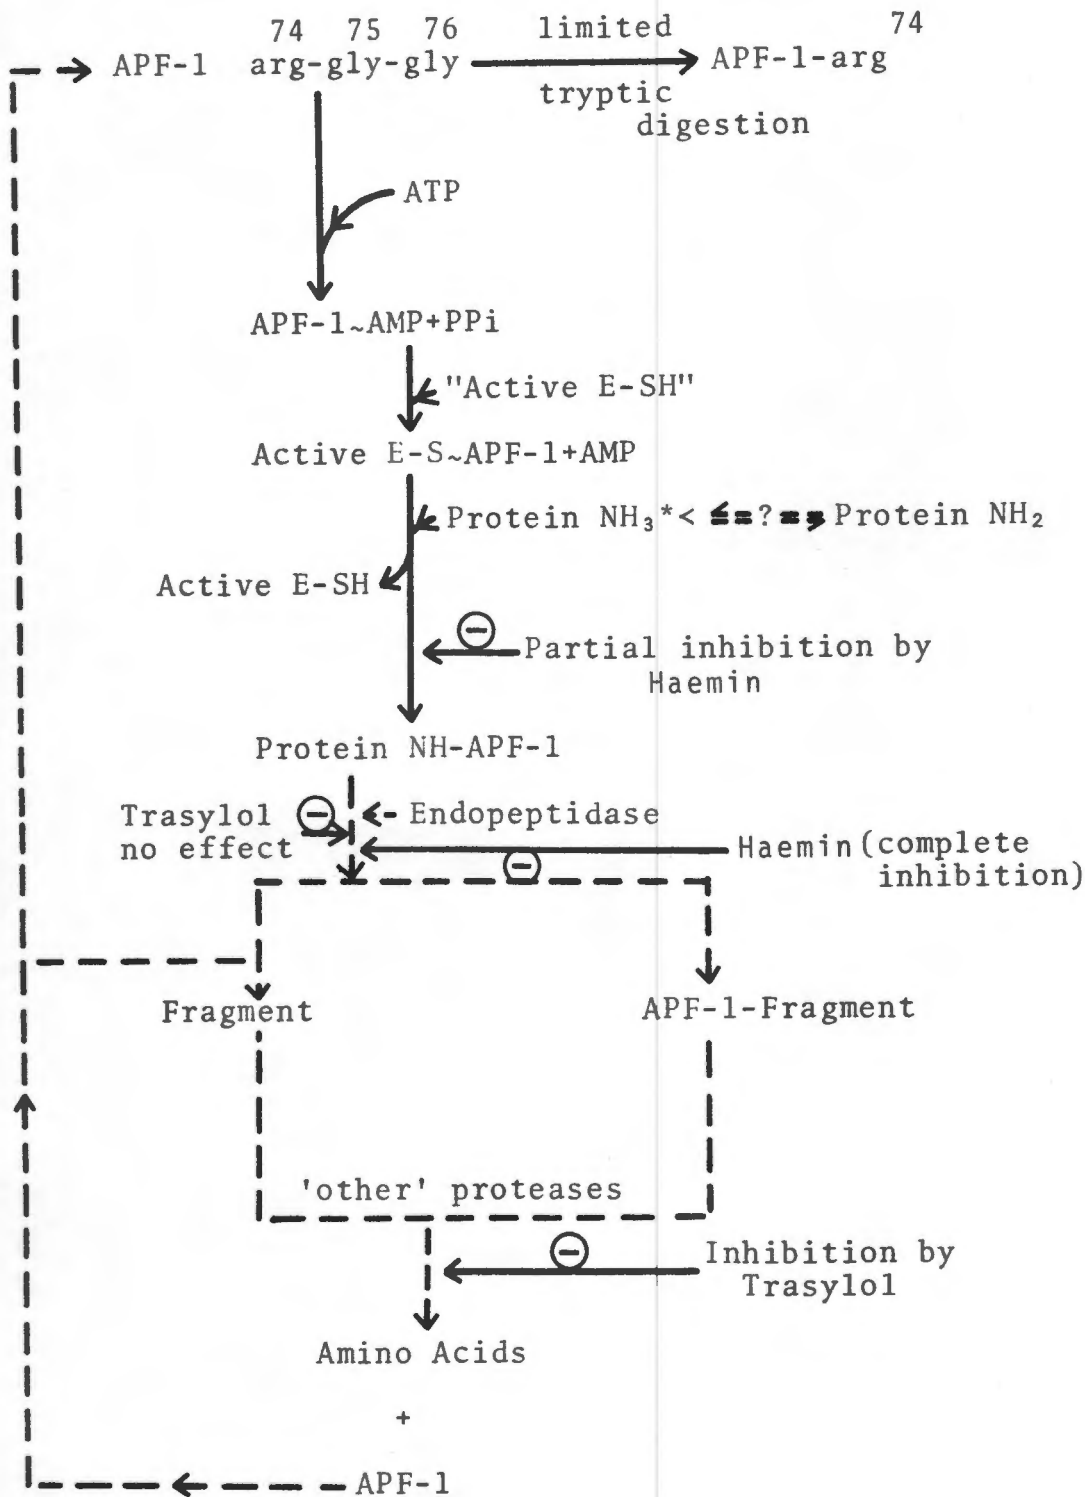 74 75 76 limited 74
APF-1 arg-gly-gly APF-1-arg
tryptic
digestion
ATP
APF-1~AMP+PPi
"Active E-SH"
Active E-S~APF-1+AMP
Protein NH₃*< ==?== Protein NH₂
Active E-SH
Partial inhibition by
Haemin
Protein NH-APF-1
Trasylol
no effect
Endopeptidase
Haemin(complete
inhibition)
Fragment
APF-1-Fragment
'other' proteases
Inhibition by
Trasylol
Amino Acids
+
APF-1